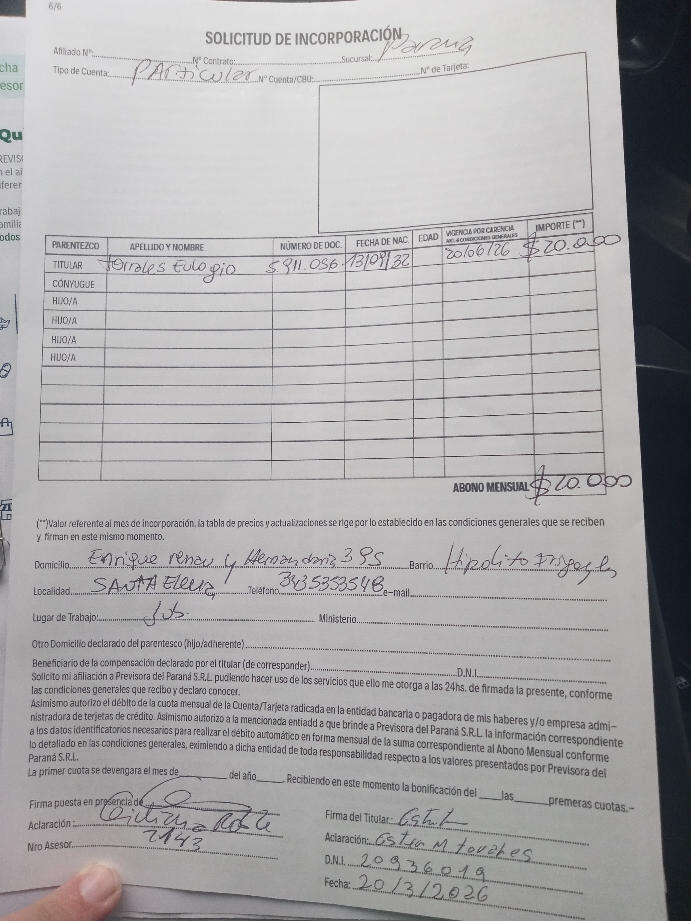 6/6
SOLICITUD DE INCORPORACIÓN
Afiliado N°: N° Contrato: Sucursal: Parana
Tipo de Cuenta: PArticular N° Cuenta/CBU: N° de Tarjeta:
PARENTEZCO APELLIDO Y NOMBRE NÚMERO DE DOC. FECHA DE NAC. EDAD VIGENCIA POR CARENCIA ART. 4 CONDICIONES GENERALES IMPORTE (**)
TITULAR Torrales Eulogio 5.911.056 13/09/32 20/06/26 $20.000
CÓNYUGUE
HIJO/A
HIJO/A
HIJO/A
HIJO/A
ABONO MENSUAL $20.000
(**)Valor referente al mes de incorporación, la tabla de precios y actualizaciones se rige por lo establecido en las condiciones generales que se reciben
y firman en este mismo momento.
Domicilio Enrique y 395 Barrio Hipolito
Localidad SANTA Elena Teléfono 3435353548 e-mail
Lugar de Trabajo: Jub. Ministerio:
Otro Domicilio declarado del parentesco (hijo/adherente)
Beneficiario de la compensación declarado por el titular (de corresponder) D.N.I.
Solicito mi afiliación a Previsora del Paraná S.R.L. pudiendo hacer uso de los servicios que ello me otorga a las 24hs. de firmada la presente, conforme
las condiciones generales que recibo y declaro conocer.
Asimismo autorizo el débito de la cuota mensual de la Cuenta/Tarjeta radicada en la entidad bancaria o pagadora de mis haberes y/o empresa admi-
nistradora de terjetas de crédito. Asimismo autorizo a la mencionada entiadd a que brinde a Previsora del Paraná S.R.L. la información correspondiente
a los datos identificatorios necesarios para realizar el débito automático en forma mensual de la suma correspondiente al Abono Mensual conforme
lo detallado en las condiciones generales, eximiendo a dicha entidad de toda responsabilidad respecto a los valores presentados por Previsora del
Paraná S.R.L.
La primer cuota se devengara el mes de del año Recibiendo en este momento la bonificación del las premeras cuotas.-
Firma puesta en presencia de
Aclaración:
Nro Asesor 2143
Firma del Titular:
Aclaración: Ester M
D.N.I. 20936019
Fecha: 20/3/2026